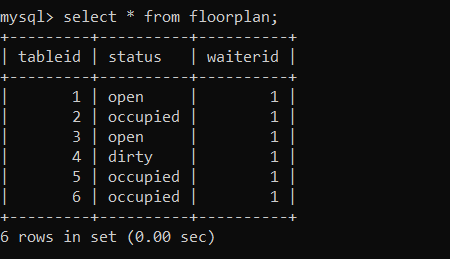 mysql> select * from floorplan;
+---------+----------+----------+
| tableid | status   | waiterid |
+---------+----------+----------+
|       1 | open     |        1 |
|       2 | occupied |        1 |
|       3 | open     |        1 |
|       4 | dirty    |        1 |
|       5 | occupied |        1 |
|       6 | occupied |        1 |
+---------+----------+----------+
6 rows in set (0.00 sec)